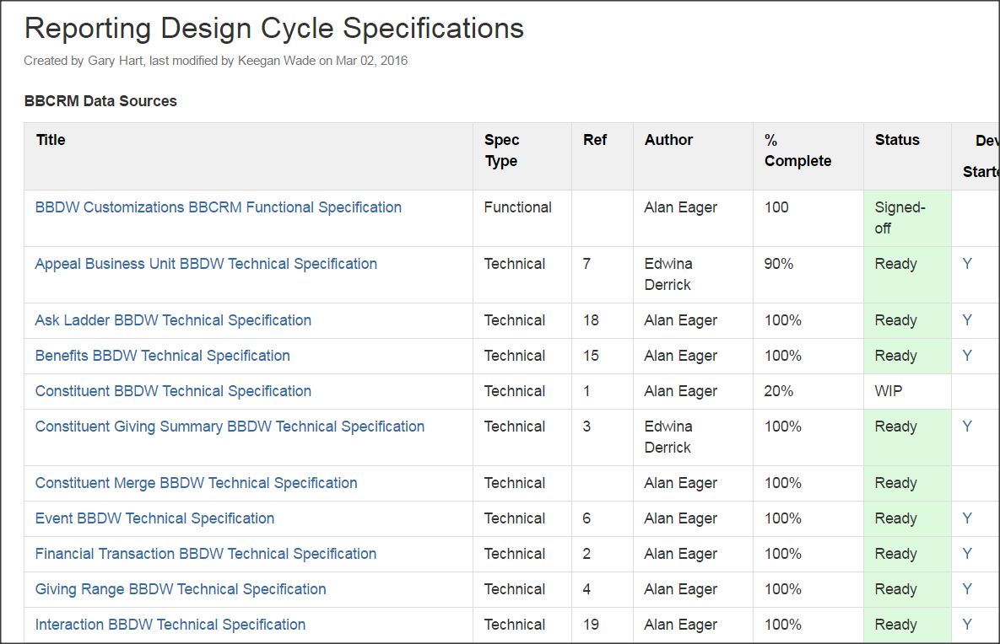 Reporting Design Cycle Specifications
Created by Gary Hart, last modified by Keegan Wade on Mar 02, 2016
BBCRM Data Sources
Title Spec Type Ref Author % Complete Status Dev Starte
BBDW Customizations BBCRM Functional Specification Functional Alan Eager 100 Signed-off
Appeal Business Unit BBDW Technical Specification Technical 7 Edwina Derrick 90% Ready Y
Ask Ladder BBDW Technical Specification Technical 18 Alan Eager 100% Ready Y
Benefits BBDW Technical Specification Technical 15 Alan Eager 100% Ready Y
Constituent BBDW Technical Specification Technical 1 Alan Eager 20% WIP
Constituent Giving Summary BBDW Technical Specification Technical 3 Edwina Derrick 100% Ready Y
Constituent Merge BBDW Technical Specification Technical Alan Eager 100% Ready
Event BBDW Technical Specification Technical 6 Alan Eager 100% Ready Y
Financial Transaction BBDW Technical Specification Technical 2 Alan Eager 100% Ready Y
Giving Range BBDW Technical Specification Technical 4 Alan Eager 100% Ready Y
Interaction BBDW Technical Specification Technical 19 Alan Eager 100% Ready Y